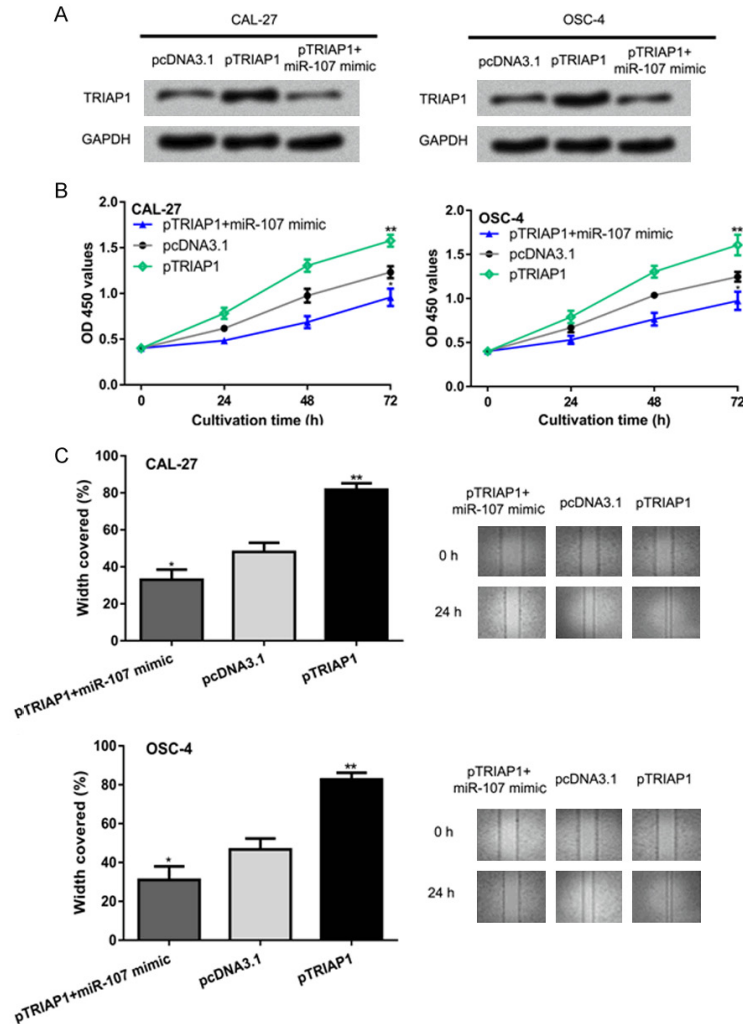 A
CAL-27
pcDNA3.1 pTRIAP1 pTRIAP1+
miR-107 mimic
TRIAP1
GAPDH
OSC-4
pcDNA3.1 pTRIAP1 pTRIAP1+
miR-107 mimic
TRIAP1
GAPDH
B
CAL-27
pTRIAP1+miR-107 mimic
pcDNA3.1
pTRIAP1
**
*
OD 450 values
2.0
1.5
1.0
0.5
0.0
0 24 48 72
Cultivation time (h)
OSC-4
pTRIAP1+miR-107 mimic
pcDNA3.1
pTRIAP1
**
*
OD 450 values
2.0
1.5
1.0
0.5
0.0
0 24 48 72
Cultivation time (h)
C
CAL-27
Width covered (%)
100
80
60
40
20
0
*
**
pTRIAP1+miR-107 mimic
pcDNA3.1
pTRIAP1
pTRIAP1+
miR-107 mimic pcDNA3.1 pTRIAP1
0 h
24 h
OSC-4
Width covered (%)
100
80
60
40
20
0
*
**
pTRIAP1+miR-107 mimic
pcDNA3.1
pTRIAP1
pTRIAP1+
miR-107 mimic pcDNA3.1 pTRIAP1
0 h
24 h